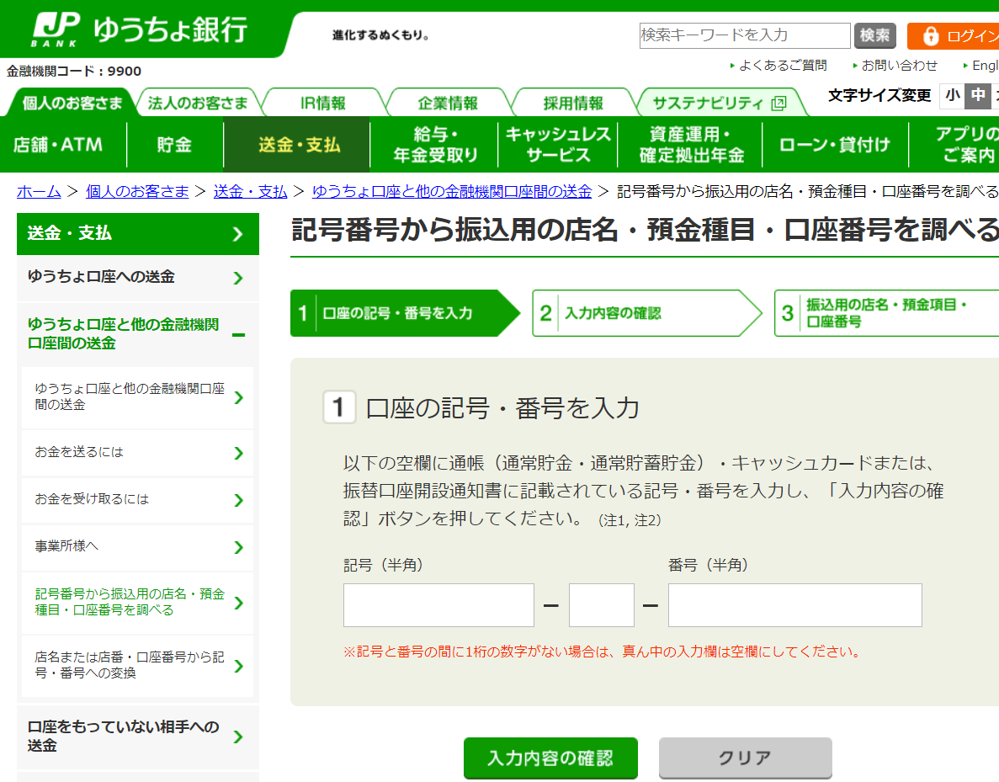 JP
BANK
ゆうちょ銀行
進化するぬくもり。
検索キーワードを入力
検索
ログイン
金融機関コード：9900
よくあるご質問
お問い合わせ
Engl
個人のお客さま
法人のお客さま
IR情報
企業情報
採用情報
サステナビリティ
文字サイズ変更
小
中
店舗・ATM
貯金
送金・支払
給与・
年金受取り
キャッシュレス
サービス
資産運用・
確定拠出年金
ローン・貸付け
アプリの
ご案内
ホーム ＞ 個人のお客さま ＞ 送金・支払 ＞ ゆうちょ口座と他の金融機関口座間の送金 ＞ 記号番号から振込用の店名・預金種目・口座番号を調べる
送金・支払
ゆうちょ口座への送金
ゆうちょ口座と他の金融機関
口座間の送金
ゆうちょ口座と他の金融機関口座
間の送金
お金を送るには
お金を受け取るには
事業所様へ
記号番号から振込用の店名・預金
種目・口座番号を調べる
店名または店番・口座番号から記
号・番号への変換
口座をもっていない相手への
送金
記号番号から振込用の店名・預金種目・口座番号を調べる
1 口座の記号・番号を入力
2 入力内容の確認
3 振込用の店名・預金項目・
口座番号
1 口座の記号・番号を入力
以下の空欄に通帳（通常貯金・通常貯蓄貯金）・キャッシュカードまたは、
振替口座開設通知書に記載されている記号・番号を入力し、「入力内容の確
認」ボタンを押してください。（注1, 注2）
記号（半角）
番号（半角）
※記号と番号の間に1桁の数字がない場合は、真ん中の入力欄は空欄にしてください。
入力内容の確認
クリア